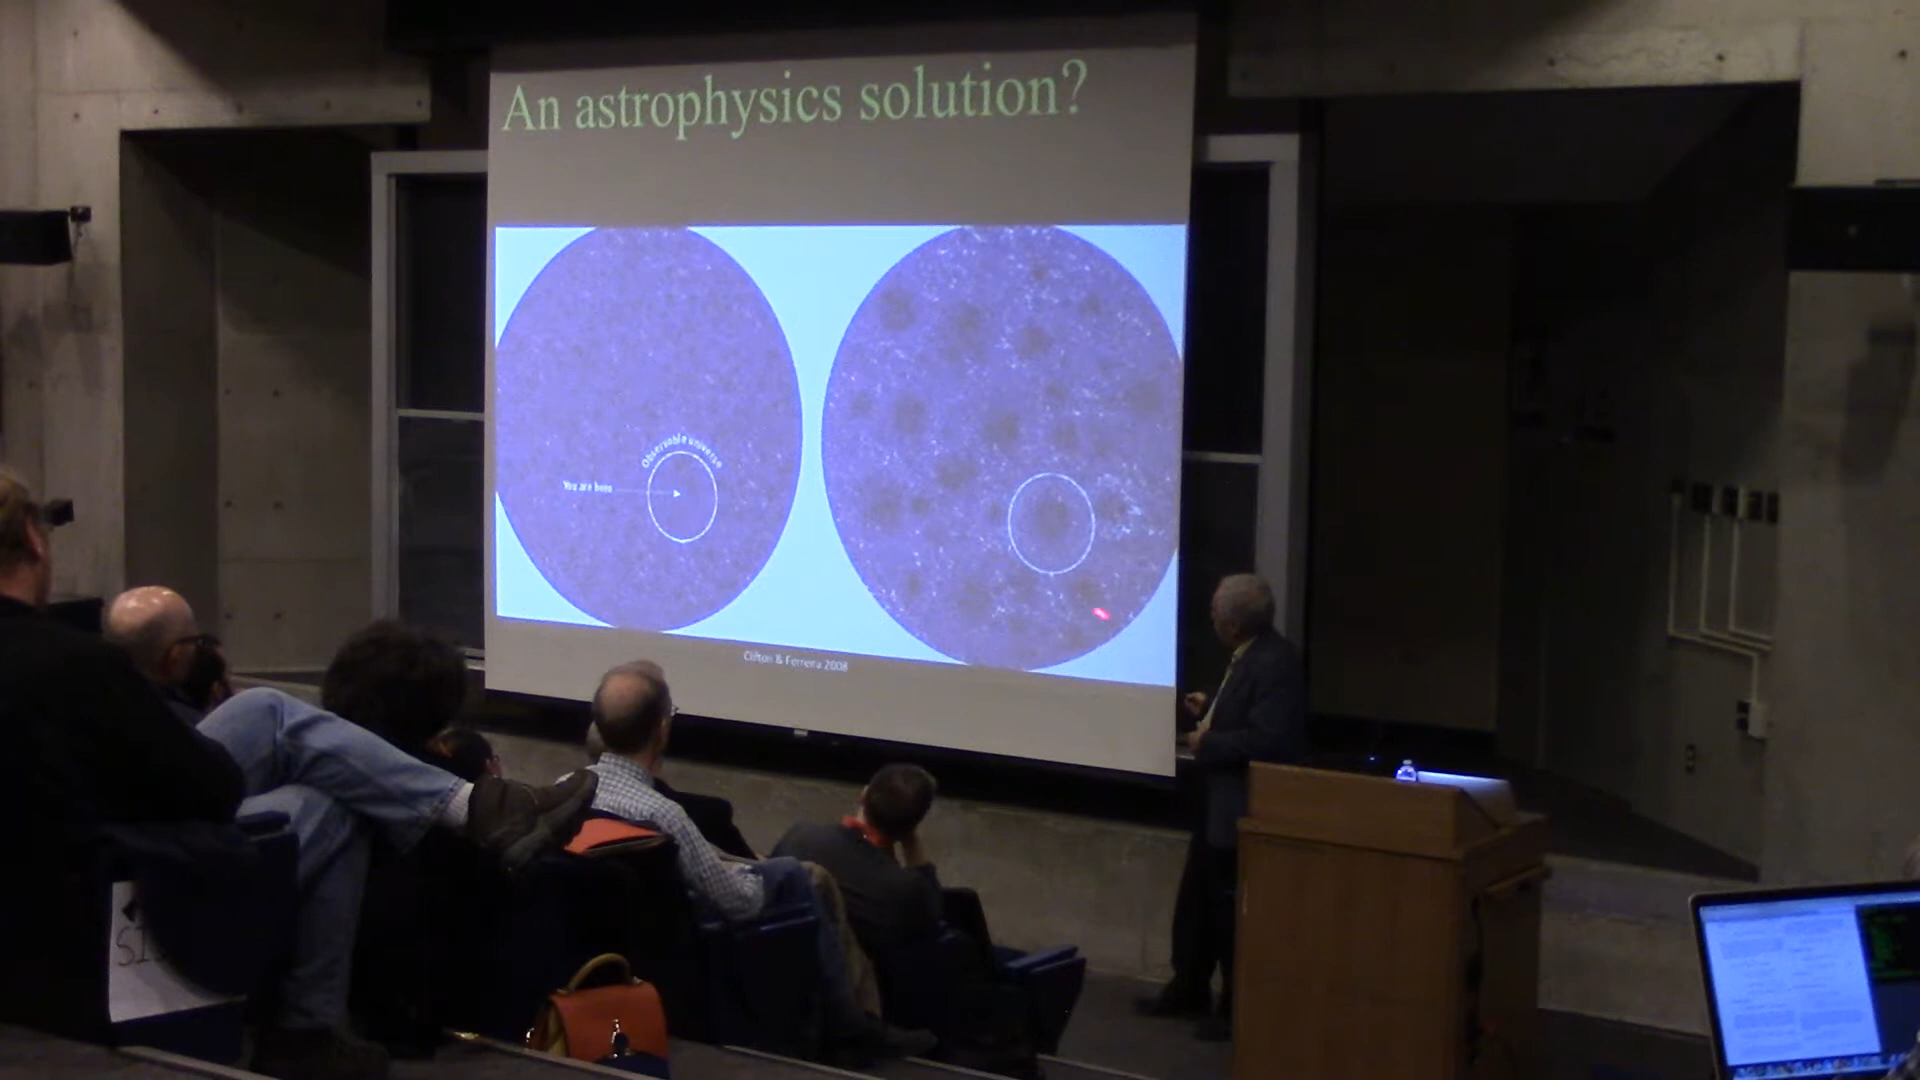 An astrophysics solution?
Observable universe
You are here
Clifton & Ferreira 2008